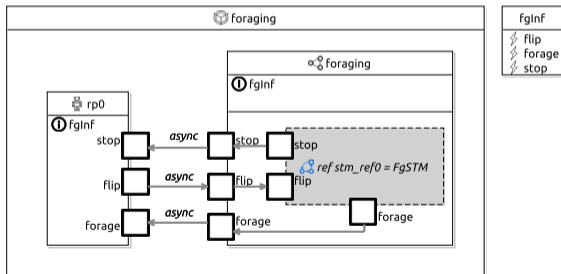 foraging
fgInf
flip
forage
stop
foraging
fgInf
rp0
fgInf
stop
async
stop
stop
ref stm_ref0 = FgSTM
flip
async
flip
flip
forage
async
forage
forage